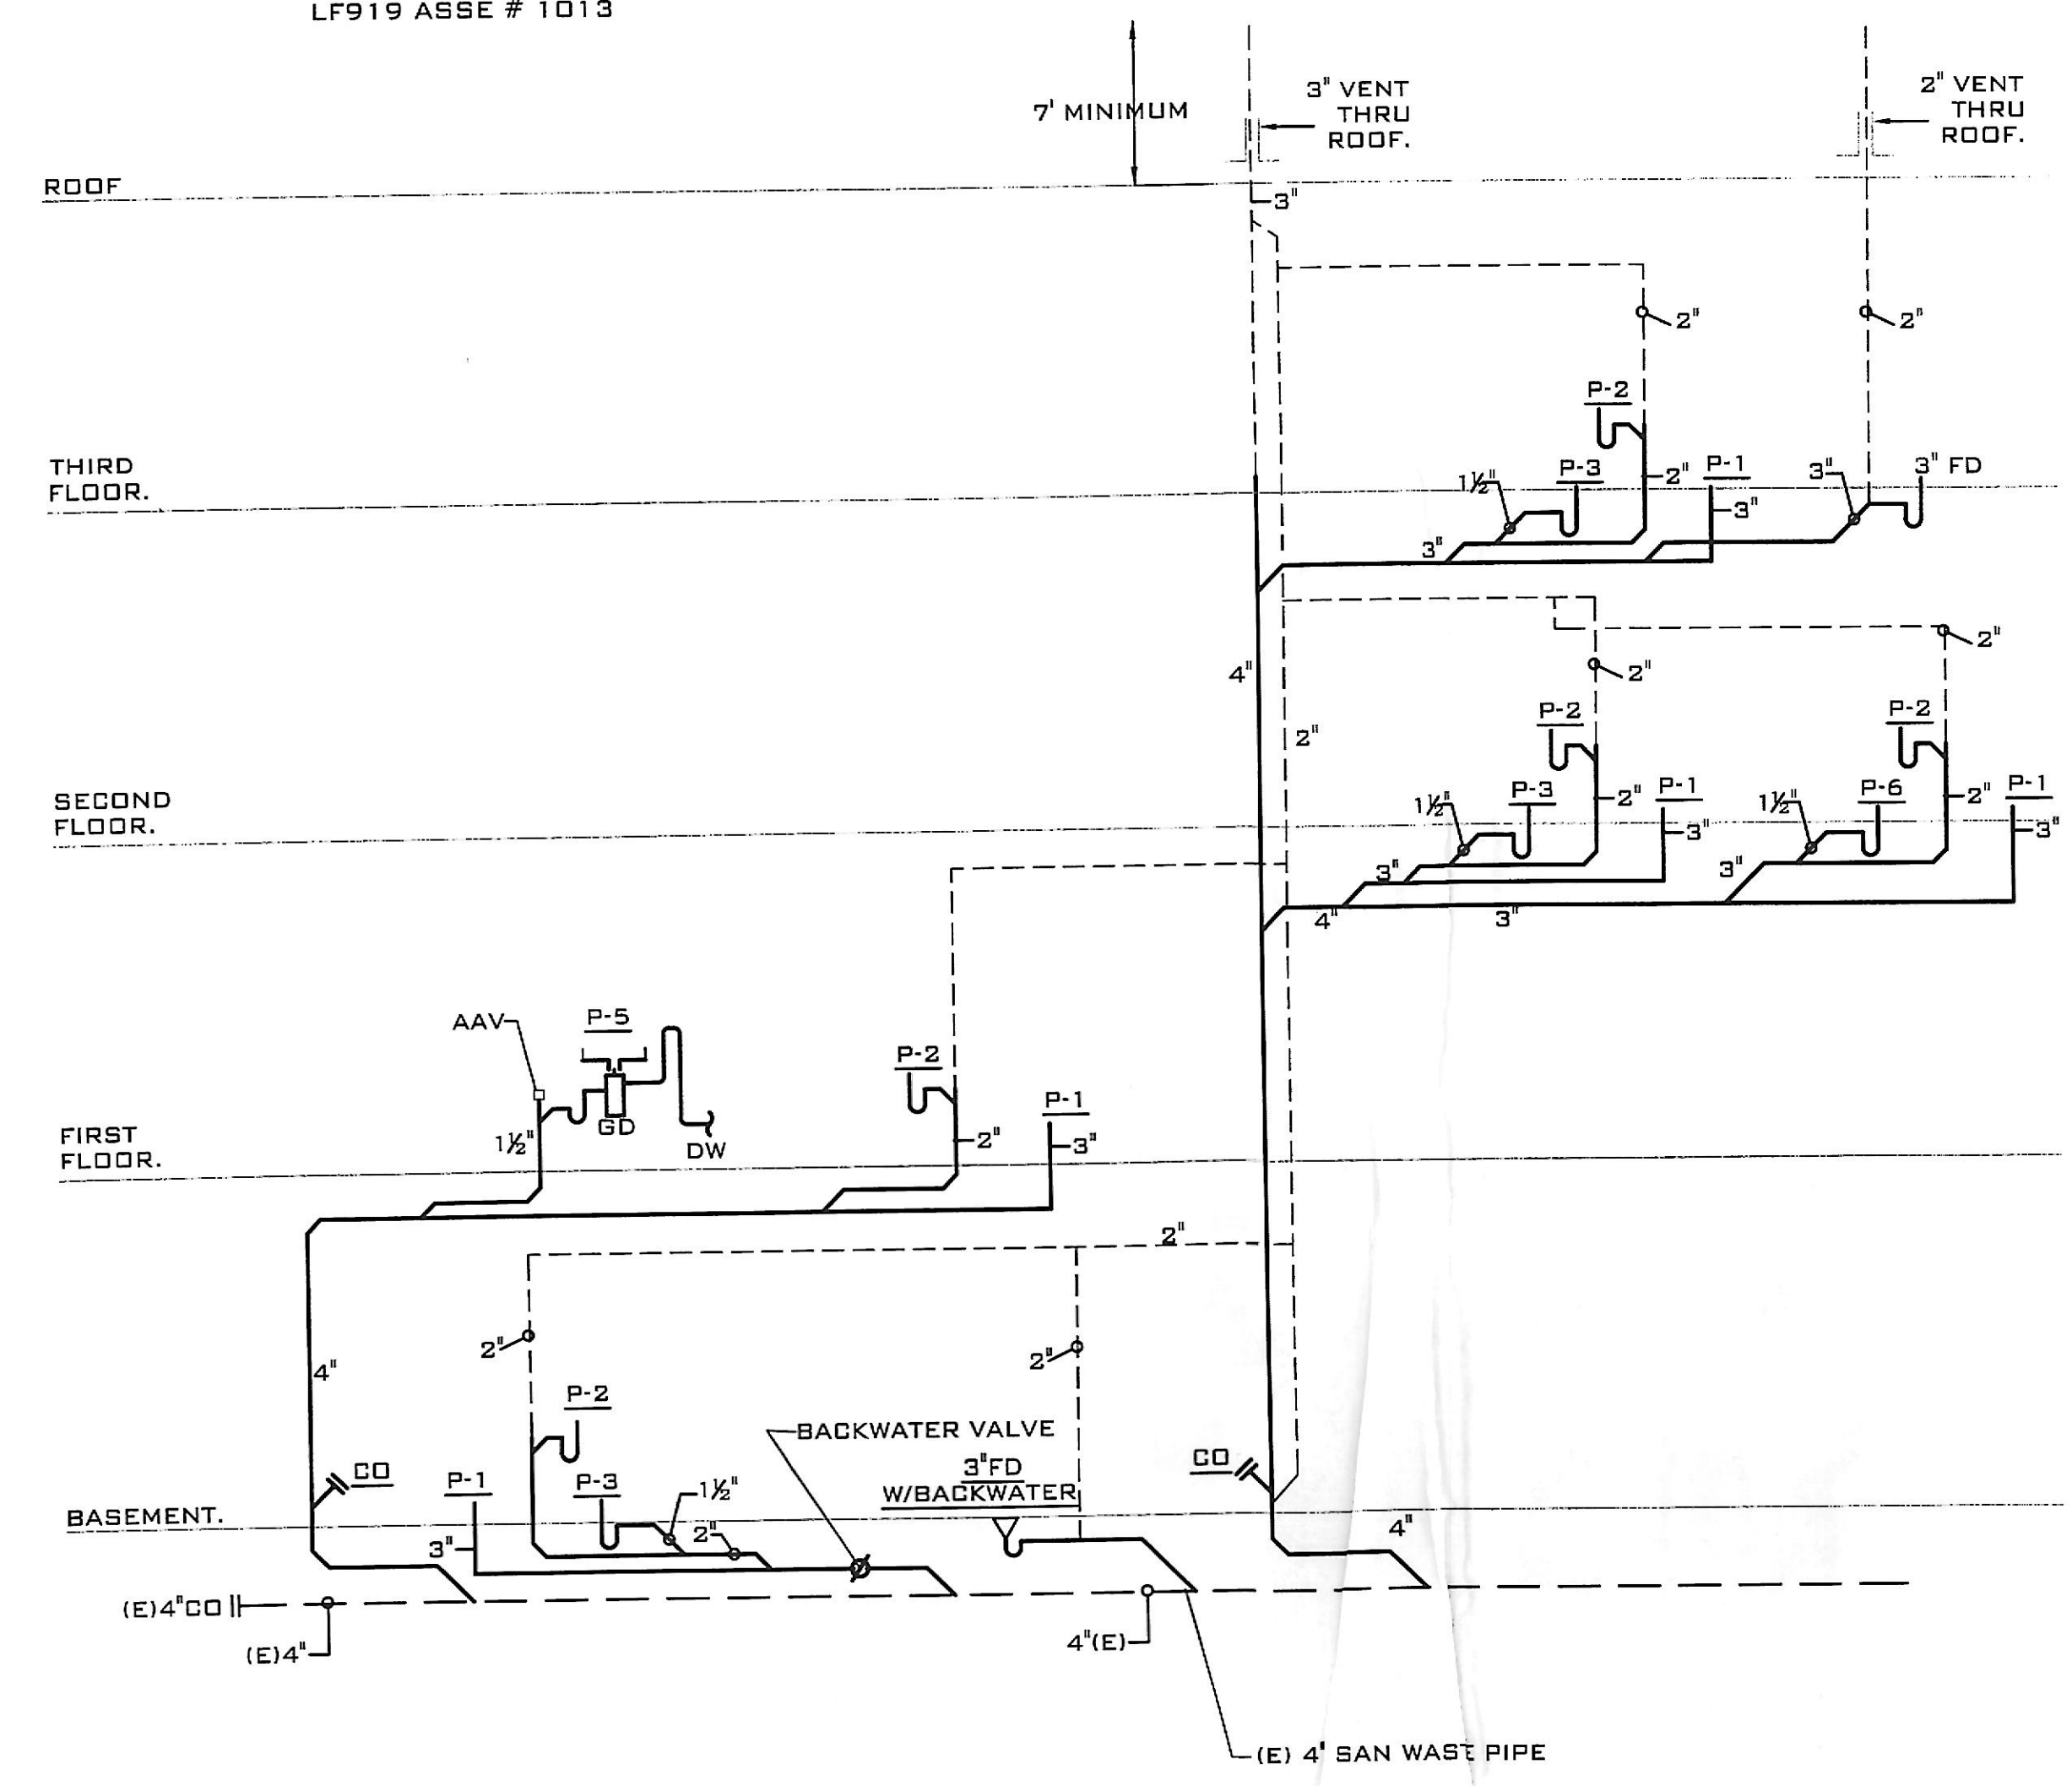 LF919 ASSE # 1013
7' MINIMUM
3" VENT
THRU
ROOF.
2" VENT
THRU
ROOF.
ROOF
3"
2"
2"
P-2
THIRD
FLOOR.
1½"
P-3
2"
P-1
3"
3"
3" FD
3"
4"
2"
2"
2"
P-2
P-2
SECOND
FLOOR.
1½"
P-3
2"
P-1
3"
1½"
P-6
2"
P-1
3"
3"
3"
4"
3"
AAV
P-5
GD
DW
1½"
P-2
2"
P-1
3"
FIRST
FLOOR.
2"
2"
2"
4"
P-2
BACKWATER VALVE
CO
P-1
P-3
1½"
2"
3"FD
W/BACKWATER
CO
BASEMENT.
3"
4"
(E)4"CO
(E)4"
4"(E)
(E) 4' SAN WAST PIPE